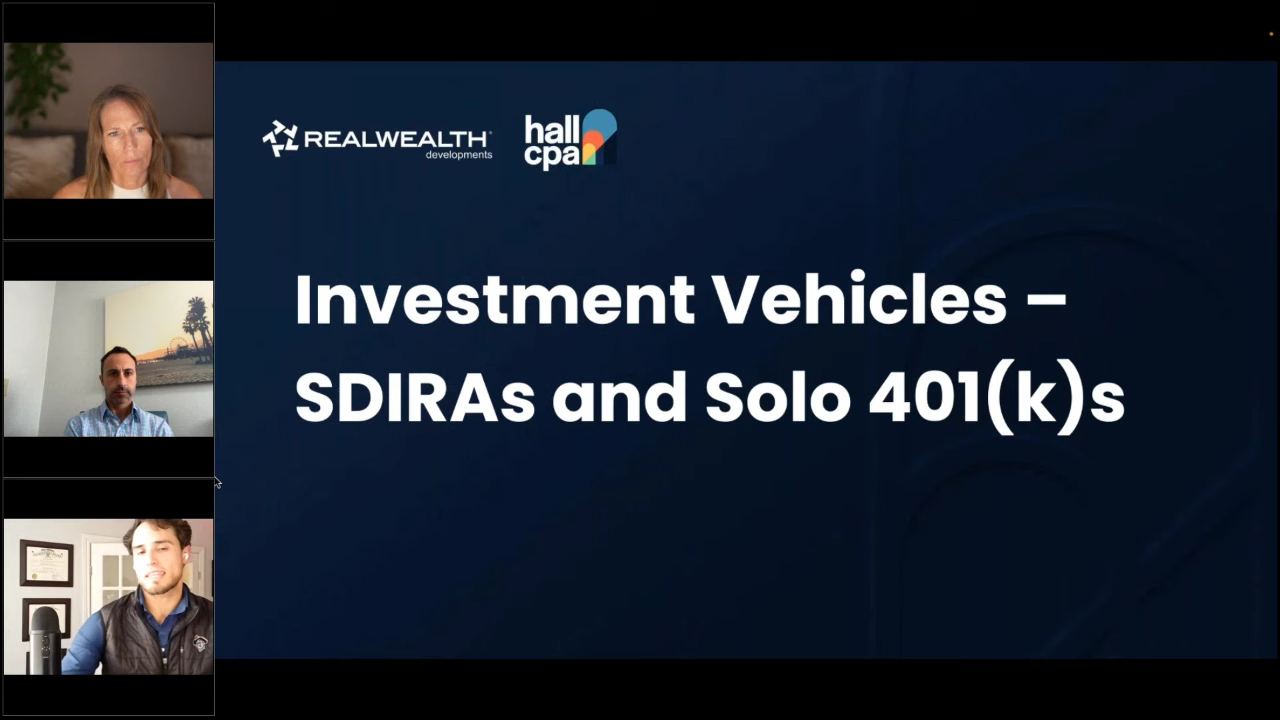 REALWEALTH
developments
hall
cpa
Investment Vehicles –
SDIRAs and Solo 401(k)s